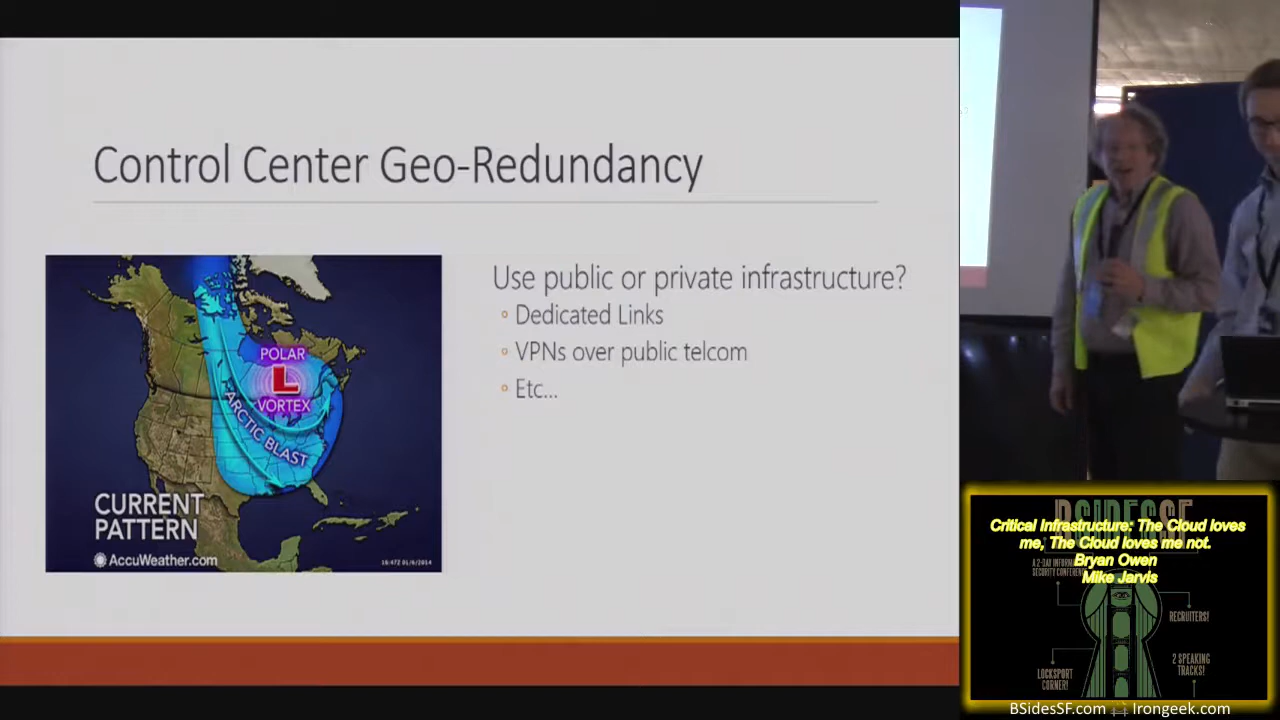 Control Center Geo-Redundancy
POLAR
L
VORTEX
ARCTIC BLAST
CURRENT
PATTERN
AccuWeather.com
Use public or private infrastructure?
Dedicated Links
VPNs over public telcom
Etc...
BSIDESSF
Critical Infrastructure: The Cloud loves
me, The Cloud loves me not.
Bryan Owen
Mike Jarvis
A 2-DAY
SECURITY
RECRUITERS!
LOCKSPORT
CORNER!
2 SPEAKING
TRACKS!
BSidesSF.com
Irongeek.com